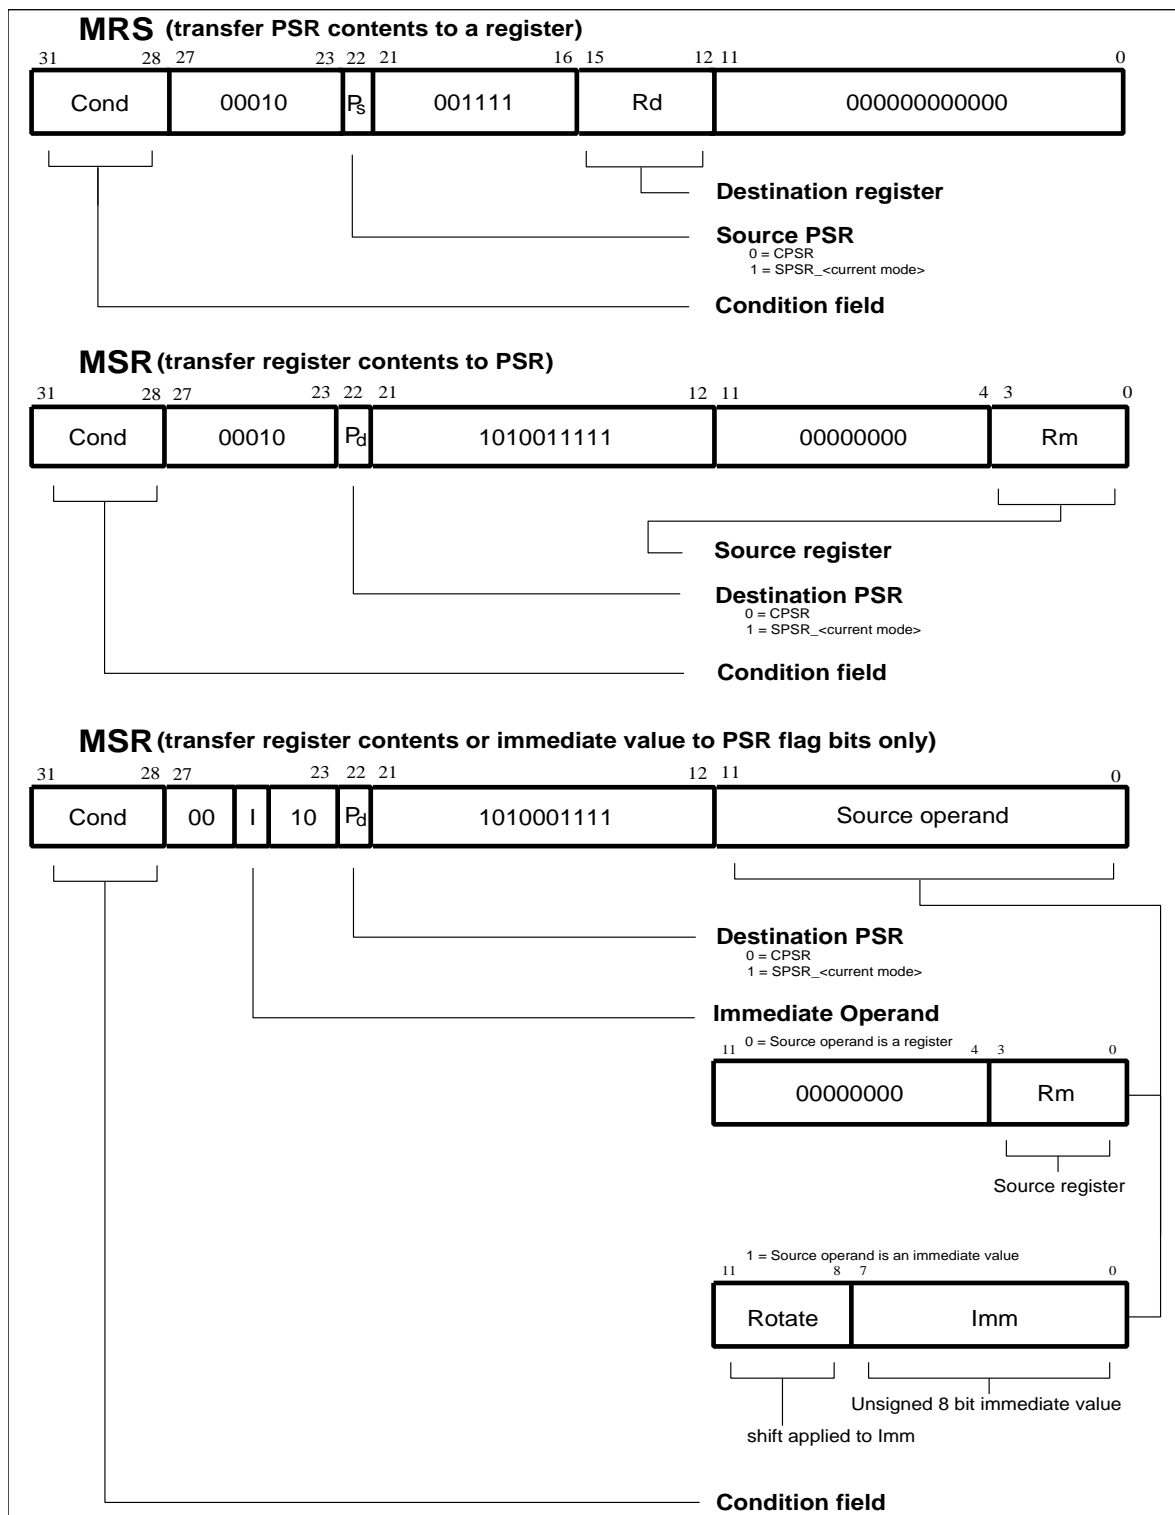 MRS (transfer PSR contents to a register)
31 28 27 23 22 21 16 15 12 11 0
Cond 00010 Ps 001111 Rd 000000000000
Destination register
Source PSR
0 = CPSR
1 = SPSR_<current mode>
Condition field
MSR (transfer register contents to PSR)
31 28 27 23 22 21 12 11 4 3 0
Cond 00010 Pd 1010011111 00000000 Rm
Source register
Destination PSR
0 = CPSR
1 = SPSR_<current mode>
Condition field
MSR (transfer register contents or immediate value to PSR flag bits only)
31 28 27 23 22 21 12 11 0
Cond 00 I 10 Pd 1010001111 Source operand
Destination PSR
0 = CPSR
1 = SPSR_<current mode>
Immediate Operand
0 = Source operand is a register
11 4 3 0
00000000 Rm
Source register
1 = Source operand is an immediate value
11 8 7 0
Rotate Imm
Unsigned 8 bit immediate value
shift applied to Imm
Condition field